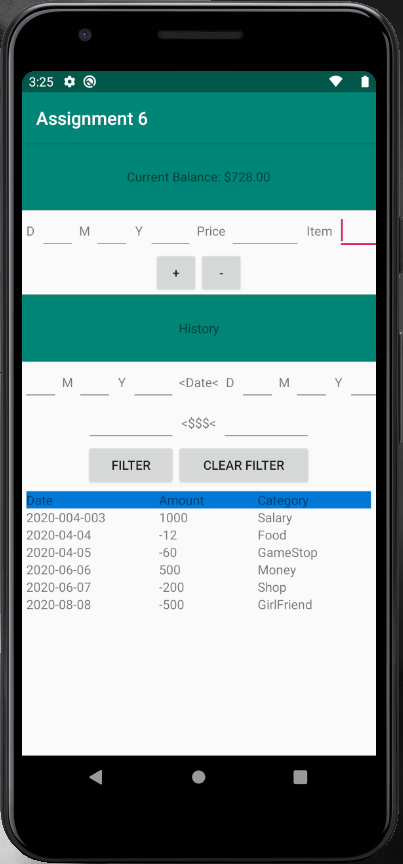 3:25
Assignment 6
Current Balance: $728.00
D M Y Price Item
+ -
History
M Y <Date< D M Y
<$$$<
FILTER CLEAR FILTER
Date Amount Category
2020-004-003 1000 Salary
2020-04-04 -12 Food
2020-04-05 -60 GameStop
2020-06-06 500 Money
2020-06-07 -200 Shop
2020-08-08 -500 GirlFriend